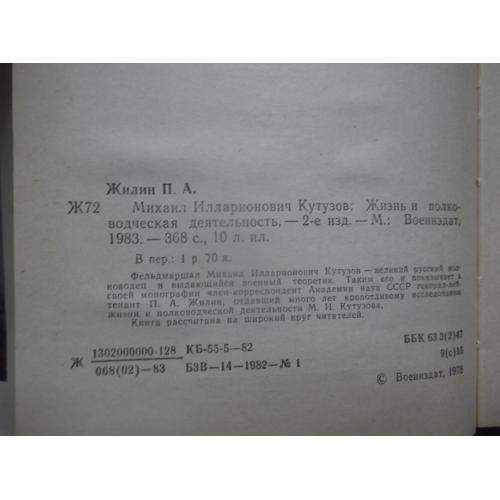 Жилин П. А.
Ж72 Михаил Илларионович Кутузов: Жизнь и полко-
водческая деятельность. — 2-е изд. — М.: Воениздат,
1983. — 368 с., 10 л. ил.
В пер.: 1 р. 70 к.
Фельдмаршал Михаил Илларионович Кутузов — великий русский пол-
ководец и выдающийся военный теоретик. Таким его и показывает в
своей монографии член-корреспондент Академии наук СССР генерал-лей-
тенант П. А. Жилин, отдавший много лет кропотливому исследованию
жизни и полководческой деятельности М. И. Кутузова.
Книга рассчитана на широкий круг читателей.
Ж 1302000000-128 КБ-55-5-82
068(02)-83 БЗВ-14-1982-№ 1
ББК 63.3(2)47
9(с)15
© Воениздат, 1978